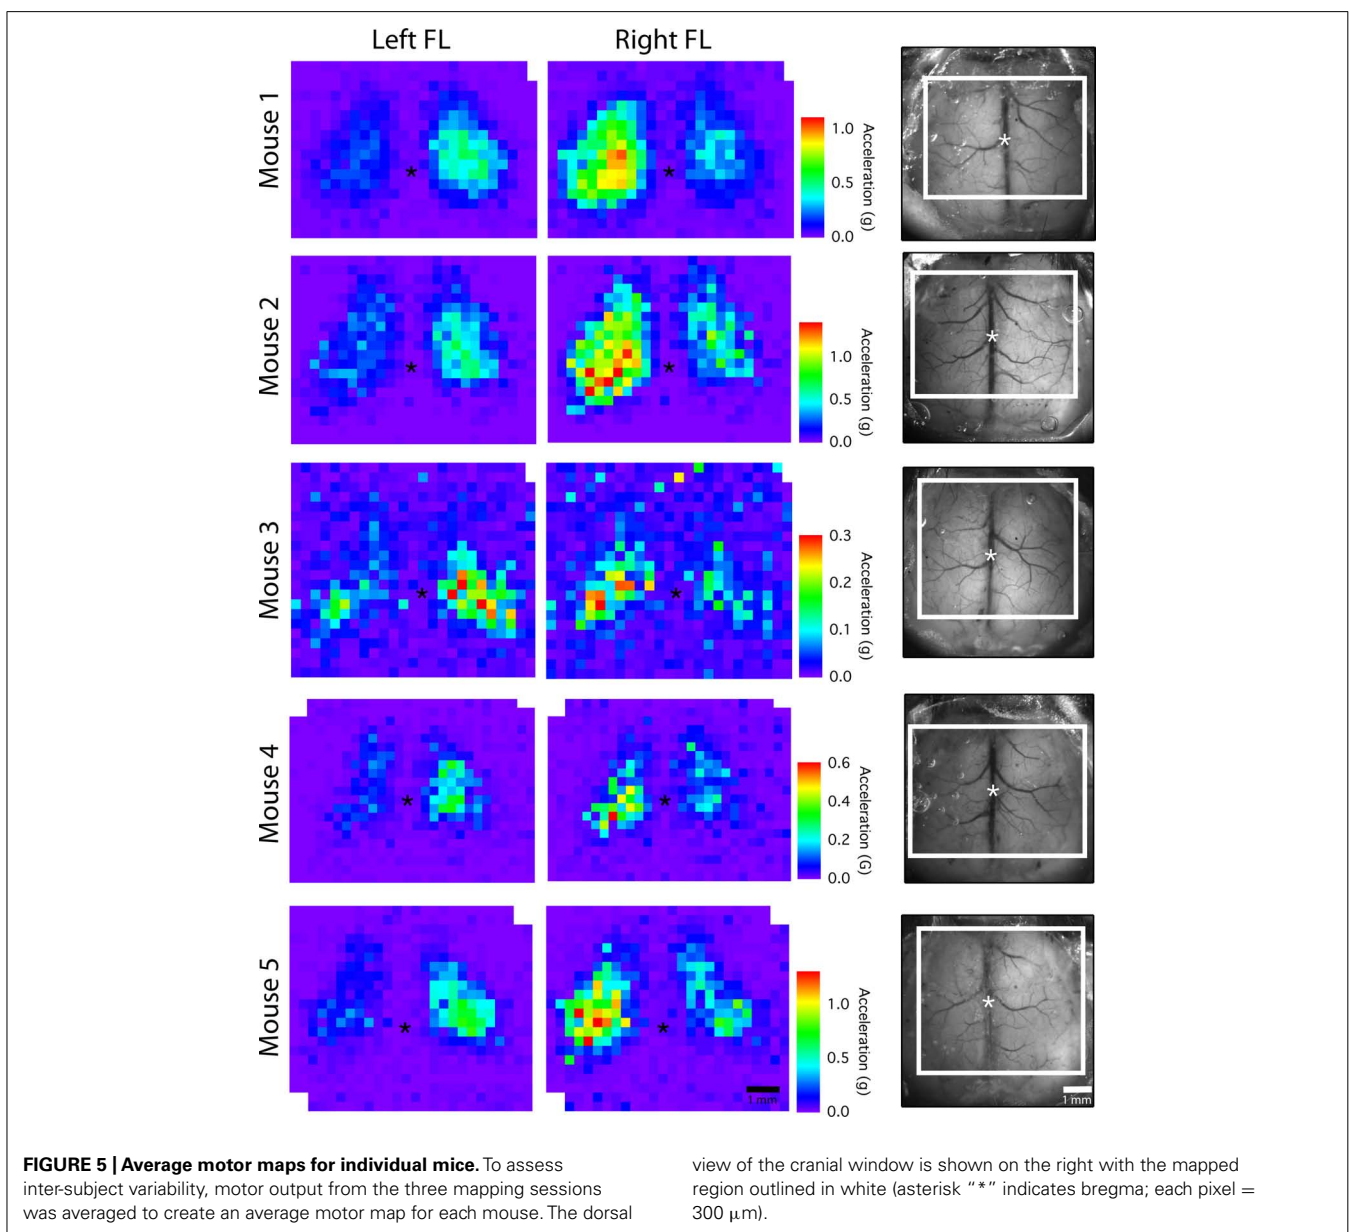 Left FL
Right FL
Mouse 1
*
*
1.0
0.5
0.0
Acceleration (g)
*
Mouse 2
*
*
1.0
0.5
0.0
Acceleration (g)
*
Mouse 3
*
*
0.3
0.2
0.1
0.0
Acceleration (g)
*
Mouse 4
*
*
0.6
0.4
0.2
0.0
Acceleration (G)
*
Mouse 5
*
*
1.0
0.5
0.0
Acceleration (g)
*
1 mm
1 mm
FIGURE 5 | Average motor maps for individual mice. To assess
inter-subject variability, motor output from the three mapping sessions
was averaged to create an average motor map for each mouse. The dorsal
view of the cranial window is shown on the right with the mapped
region outlined in white (asterisk “*” indicates bregma; each pixel =
300 μm).